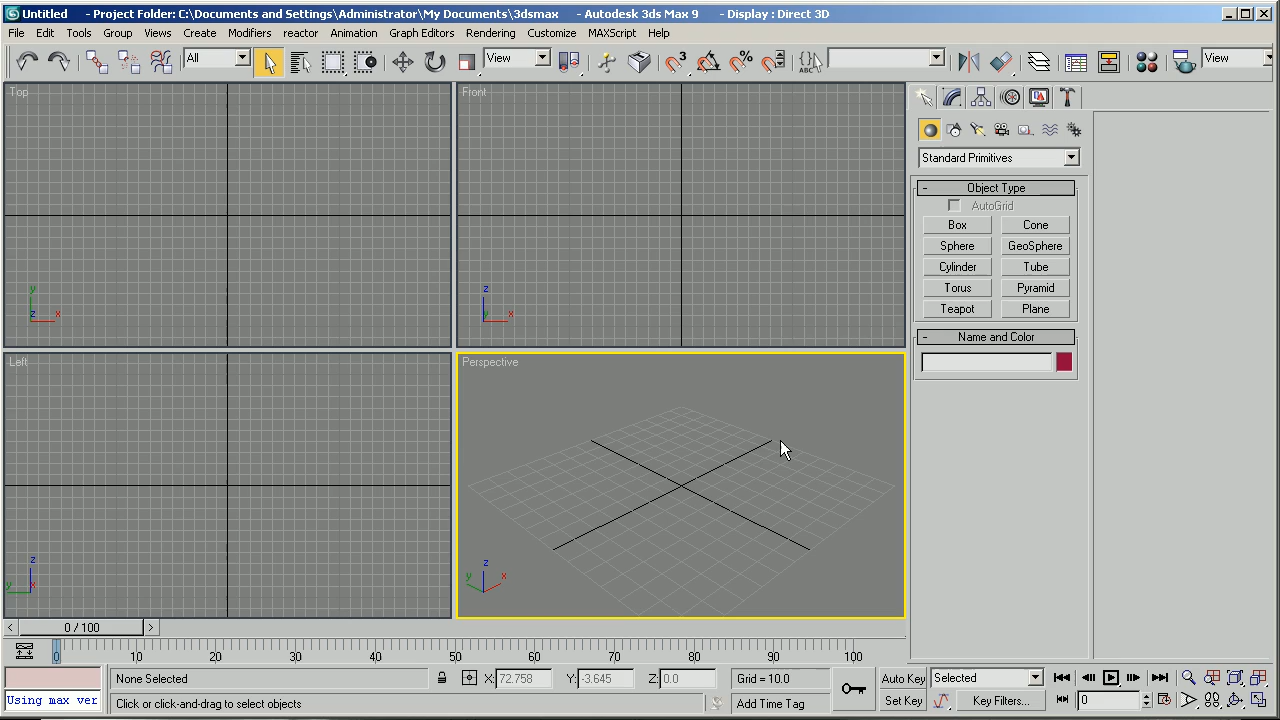 Untitled - Project Folder: C:\Documents and Settings\Administrator\My Documents\3dsmax - Autodesk 3ds Max 9 - Display : Direct 3D
File Edit Tools Group Views Create Modifiers reactor Animation Graph Editors Rendering Customize MAXScript Help
All View 3 % ABC View
Top Front
Standard Primitives
- Object Type
AutoGrid
Box Cone
Sphere GeoSphere
Cylinder Tube
Torus Pyramid
Teapot Plane
- Name and Color
y z x z y x
Left Perspective
z y x z y x
< 0 / 100 >
0 10 20 30 40 50 60 70 80 90 100
None Selected X: 72.758 Y: -3.645 Z: 0.0 Grid = 10.0 Auto Key Selected
Using max ver Click or click-and-drag to select objects Add Time Tag Set Key Key Filters... 0